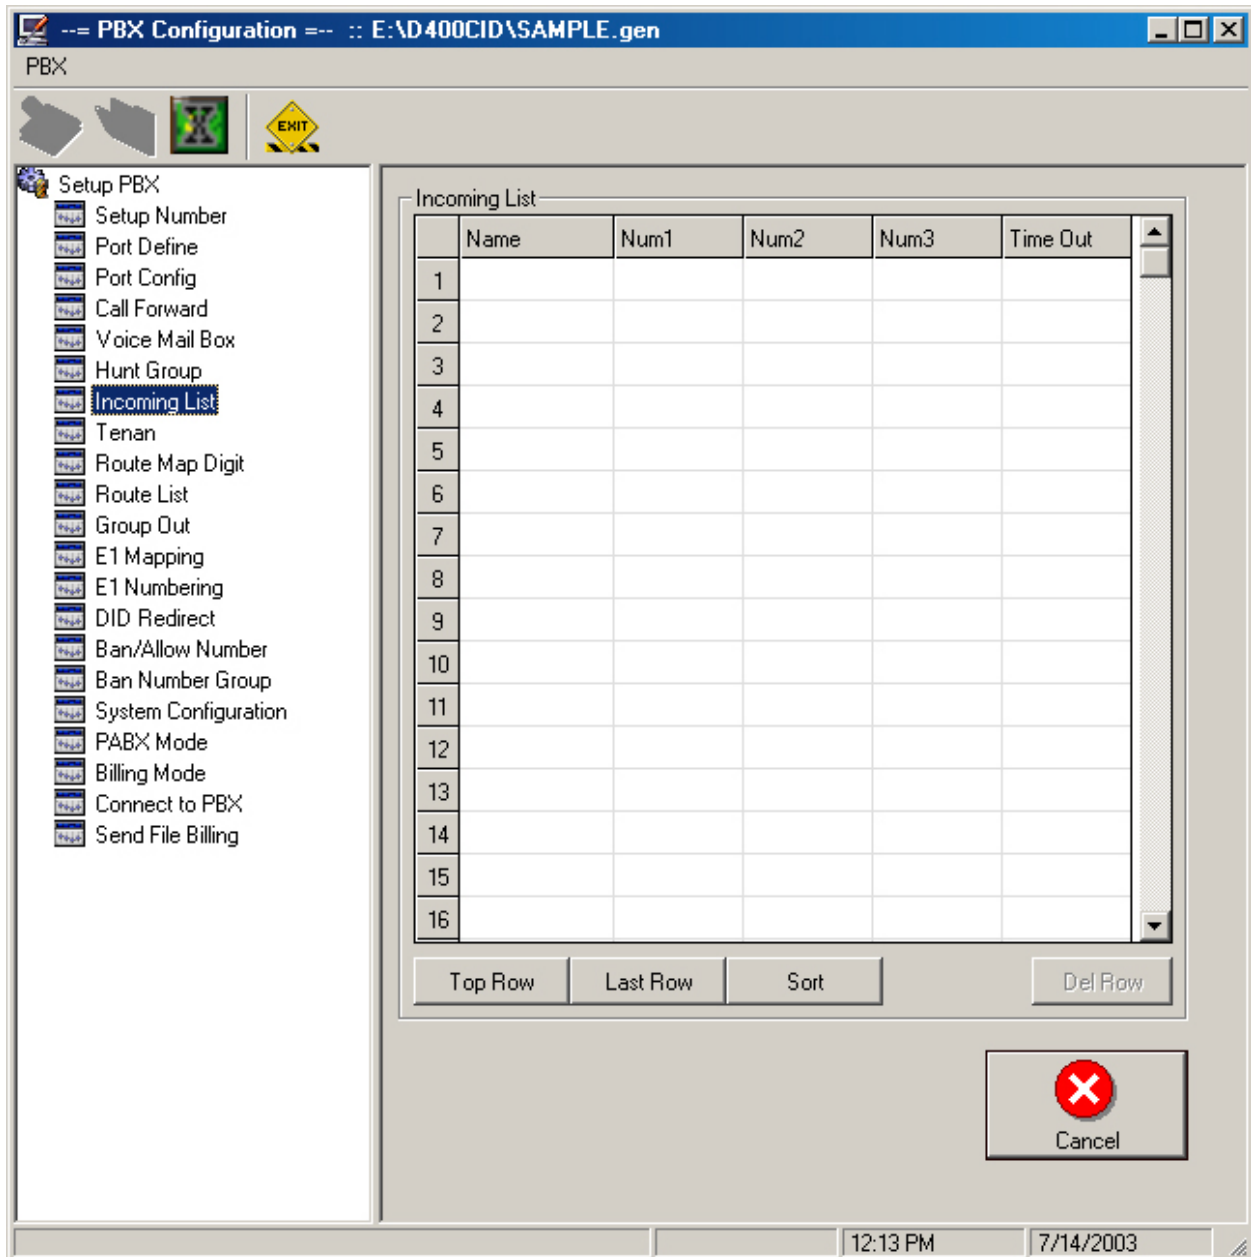 --= PBX Configuration =-- :: E:\D400CID\SAMPLE.gen
PBX
EXIT
Setup PBX
Setup Number
Port Define
Port Config
Call Forward
Voice Mail Box
Hunt Group
Incoming List
Tenan
Route Map Digit
Route List
Group Out
E1 Mapping
E1 Numbering
DID Redirect
Ban/Allow Number
Ban Number Group
System Configuration
PABX Mode
Billing Mode
Connect to PBX
Send File Billing
Incoming List
Name Num1 Num2 Num3 Time Out
1
2
3
4
5
6
7
8
9
10
11
12
13
14
15
16
Top Row Last Row Sort Del Row
Cancel
12:13 PM 7/14/2003